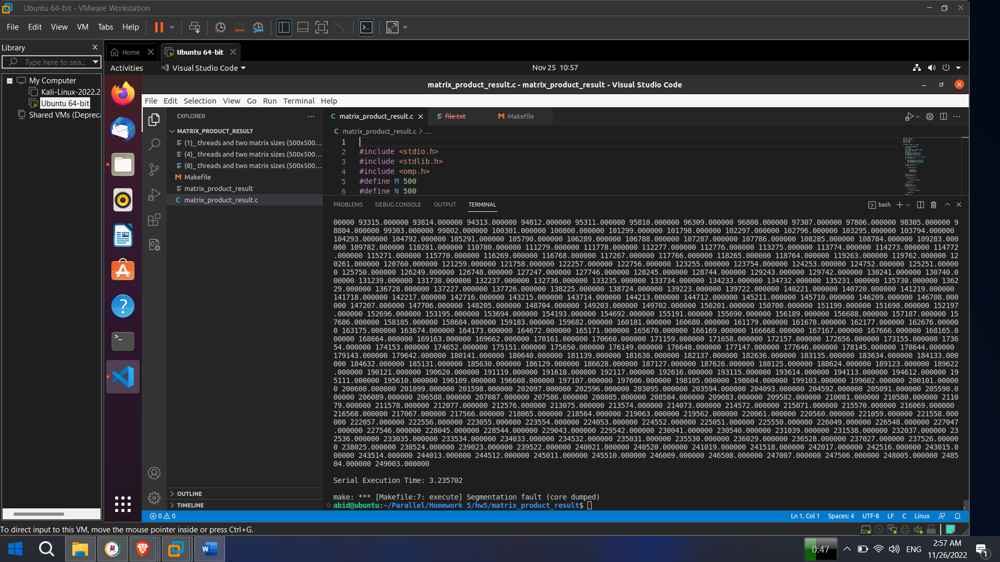 Ubuntu 64-bit - VMware Workstation
File Edit View VM Tabs Help
Library
Type here to sea...
My Computer
Kali-Linux-2022.2
Ubuntu 64-bit
Shared VMs (Depreca
Home
Ubuntu 64-bit
Activities Visual Studio Code Nov 25 10:57
matrix_product_result.c - matrix_product_result - Visual Studio Code
File Edit Selection View Go Run Terminal Help
EXPLORER
MATRIX_PRODUCT_RESULT
(1)_ threads and two matrix sizes (500x500...
(4)_ threads and two matrix sizes (500x500...
(8)_ threads and two matrix sizes (500x500...
Makefile
matrix_product_result
matrix_product_result.c
OUTLINE
TIMELINE
matrix_product_result.c file.txt Makefile
matrix_product_result.c > ...
1
2 #include <stdio.h>
3 #include <stdlib.h>
4 #include <omp.h>
5 #define M 500
6 #define N 500
PROBLEMS DEBUG CONSOLE OUTPUT TERMINAL bash
00000 93315.000000 93814.000000 94313.000000 94812.000000 95311.000000 95810.000000 96309.000000 96808.000000 97307.000000 97806.000000 98305.000000 9
8804.000000 99303.000000 99802.000000 100301.000000 100800.000000 101299.000000 101798.000000 102297.000000 102796.000000 103295.000000 103794.000000
104293.000000 104792.000000 105291.000000 105790.000000 106289.000000 106788.000000 107287.000000 107786.000000 108285.000000 108784.000000 109283.000
000 109782.000000 110281.000000 110780.000000 111279.000000 111778.000000 112277.000000 112776.000000 113275.000000 113774.000000 114273.000000 114772
.000000 115271.000000 115770.000000 116269.000000 116768.000000 117267.000000 117766.000000 118265.000000 118764.000000 119263.000000 119762.000000 12
0261.000000 120760.000000 121259.000000 121758.000000 122257.000000 122756.000000 123255.000000 123754.000000 124253.000000 124752.000000 125251.00000
0 125750.000000 126249.000000 126748.000000 127247.000000 127746.000000 128245.000000 128744.000000 129243.000000 129742.000000 130241.000000 130740.0
00000 131239.000000 131738.000000 132237.000000 132736.000000 133235.000000 133734.000000 134233.000000 134732.000000 135231.000000 135730.000000 1362
29.000000 136728.000000 137227.000000 137726.000000 138225.000000 138724.000000 139223.000000 139722.000000 140221.000000 140720.000000 141219.000000
141718.000000 142217.000000 142716.000000 143215.000000 143714.000000 144213.000000 144712.000000 145211.000000 145710.000000 146209.000000 146708.000
000 147207.000000 147706.000000 148205.000000 148704.000000 149203.000000 149702.000000 150201.000000 150700.000000 151199.000000 151698.000000 152197
.000000 152696.000000 153195.000000 153694.000000 154193.000000 154692.000000 155191.000000 155690.000000 156189.000000 156688.000000 157187.000000 15
7686.000000 158185.000000 158684.000000 159183.000000 159682.000000 160181.000000 160680.000000 161179.000000 161678.000000 162177.000000 162676.00000
0 163175.000000 163674.000000 164173.000000 164672.000000 165171.000000 165670.000000 166169.000000 166668.000000 167167.000000 167666.000000 168165.0
00000 168664.000000 169163.000000 169662.000000 170161.000000 170660.000000 171159.000000 171658.000000 172157.000000 172656.000000 173155.000000 1736
54.000000 174153.000000 174652.000000 175151.000000 175650.000000 176149.000000 176648.000000 177147.000000 177646.000000 178145.000000 178644.000000
179143.000000 179642.000000 180141.000000 180640.000000 181139.000000 181638.000000 182137.000000 182636.000000 183135.000000 183634.000000 184133.000
000 184632.000000 185131.000000 185630.000000 186129.000000 186628.000000 187127.000000 187626.000000 188125.000000 188624.000000 189123.000000 189622
.000000 190121.000000 190620.000000 191119.000000 191618.000000 192117.000000 192616.000000 193115.000000 193614.000000 194113.000000 194612.000000 19
5111.000000 195610.000000 196109.000000 196608.000000 197107.000000 197606.000000 198105.000000 198604.000000 199103.000000 199602.000000 200101.00000
0 200600.000000 201099.000000 201598.000000 202097.000000 202596.000000 203095.000000 203594.000000 204093.000000 204592.000000 205091.000000 205590.0
00000 206089.000000 206588.000000 207087.000000 207586.000000 208085.000000 208584.000000 209083.000000 209582.000000 210081.000000 210580.000000 2110
79.000000 211578.000000 212077.000000 212576.000000 213075.000000 213574.000000 214073.000000 214572.000000 215071.000000 215570.000000 216069.000000
216568.000000 217067.000000 217566.000000 218065.000000 218564.000000 219063.000000 219562.000000 220061.000000 220560.000000 221059.000000 221558.000
000 222057.000000 222556.000000 223055.000000 223554.000000 224053.000000 224552.000000 225051.000000 225550.000000 226049.000000 226548.000000 227047
.000000 227546.000000 228045.000000 228544.000000 229043.000000 229542.000000 230041.000000 230540.000000 231039.000000 231538.000000 232037.000000 23
2536.000000 233035.000000 233534.000000 234033.000000 234532.000000 235031.000000 235530.000000 236029.000000 236528.000000 237027.000000 237526.00000
0 238025.000000 238524.000000 239023.000000 239522.000000 240021.000000 240520.000000 241019.000000 241518.000000 242017.000000 242516.000000 243015.0
00000 243514.000000 244013.000000 244512.000000 245011.000000 245510.000000 246009.000000 246508.000000 247007.000000 247506.000000 248005.000000 2485
04.000000 249003.000000
Serial Execution Time: 3.235702
make: *** [Makefile:7: execute] Segmentation fault (core dumped)
abid@ubuntu:~/Parallel/Homework 5/hw5/matrix_product_result$
0 0 Ln 1, Col 1 Spaces: 4 UTF-8 LF C Linux
To direct input to this VM, move the mouse pointer inside or press Ctrl+G.
0:47 ENG 2:57 AM
11/26/2022 1